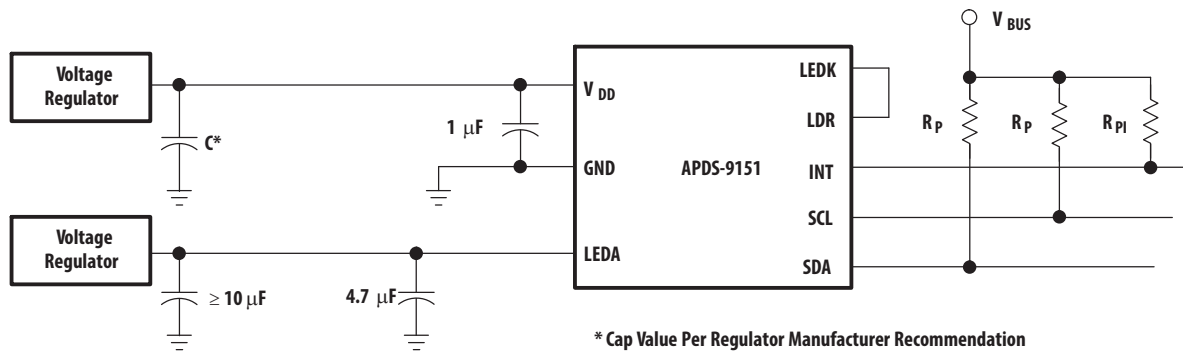 Voltage
Regulator
C*
1 μF
V DD
GND
LEDA
APDS-9151
LEDK
LDR
INT
SCL
SDA
V BUS
R P
R P
R PI
Voltage
Regulator
≥ 10 μF
4.7 μF
* Cap Value Per Regulator Manufacturer Recommendation